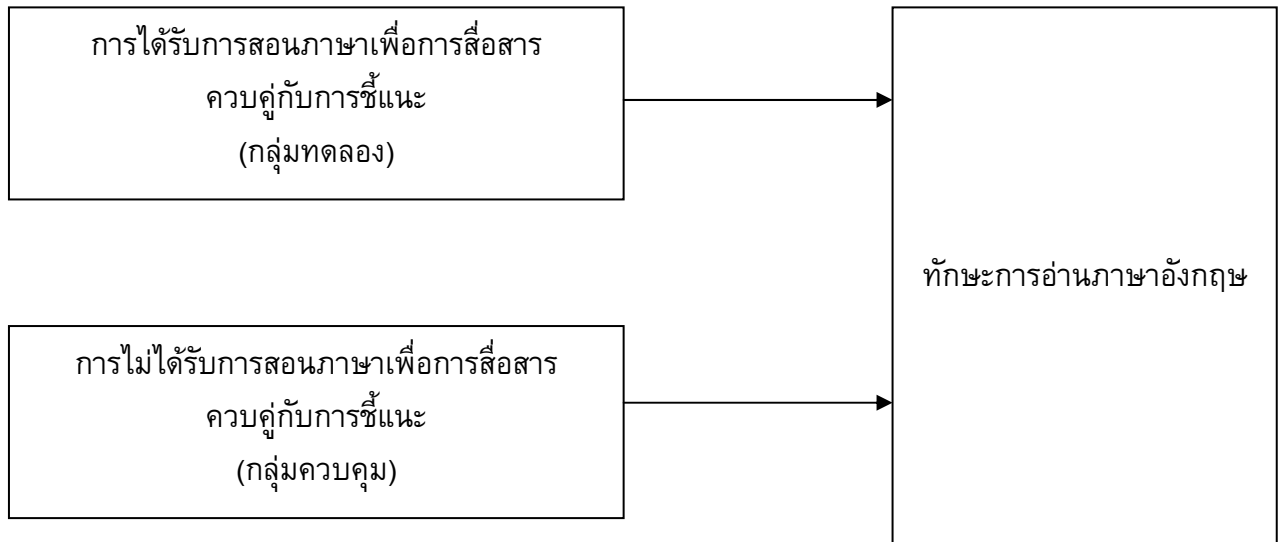 การได้รับการสอนภาษาเพื่อการสื่อสาร
ควบคู่กับการชี้แนะ
(กลุ่มทดลอง)
ทักษะการอ่านภาษาอังกฤษ
การไม่ได้รับการสอนภาษาเพื่อการสื่อสาร
ควบคู่กับการชี้แนะ
(กลุ่มควบคุม)